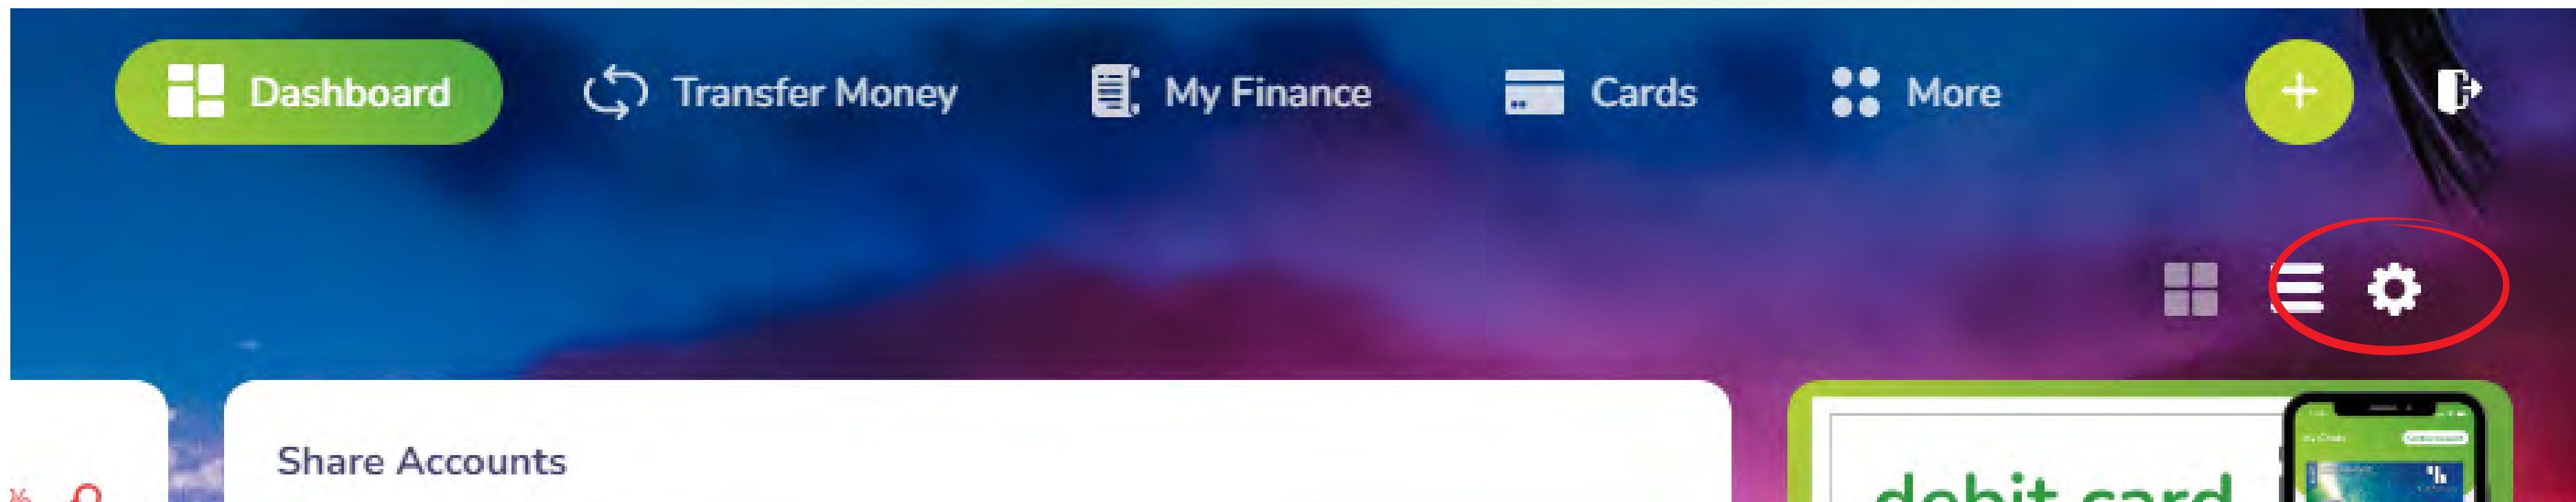 Dashboard
Transfer Money
My Finance
Cards
More
Share Accounts
debit card